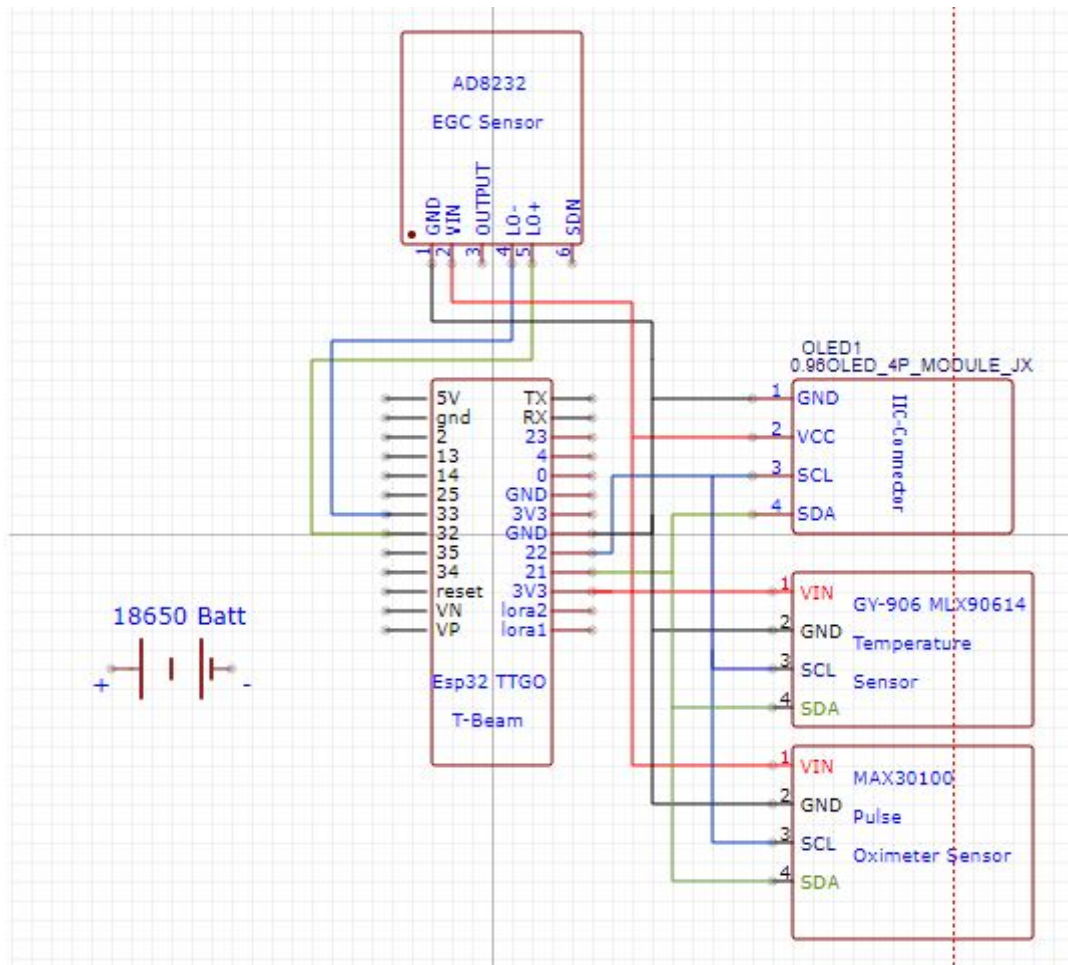 AD8232
EGC Sensor
GND
VIN
OUTPUT
LO-
LO+
SDN
1
2
3
4
5
6
OLED1
0.96OLED_4P_MODULE_JX
1 GND
2 VCC
3 SCL
4 SDA
IIC-Connector
5V TX
gnd RX
2 23
13 4
14 0
25 GND
33 3V3
32 GND
35 22
34 21
reset 3V3
VN lora2
VP lora1
Esp32 TTGO
T-Beam
18650 Batt
+ -
1 VIN
2 GND
3 SCL
4 SDA
GY-906 MLX90614
Temperature
Sensor
1 VIN
2 GND
3 SCL
4 SDA
MAX30100
Pulse
Oximeter Sensor